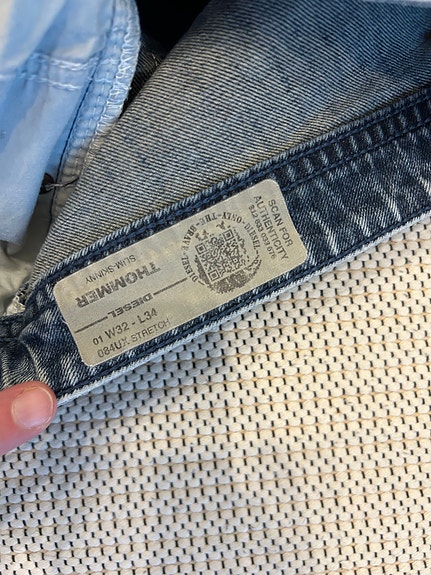 THOMMER
SLIM-SKINNY
DIESEL
01 W32 - L34
084UX STRETCH
SCAN FOR
AUTHENTICITY